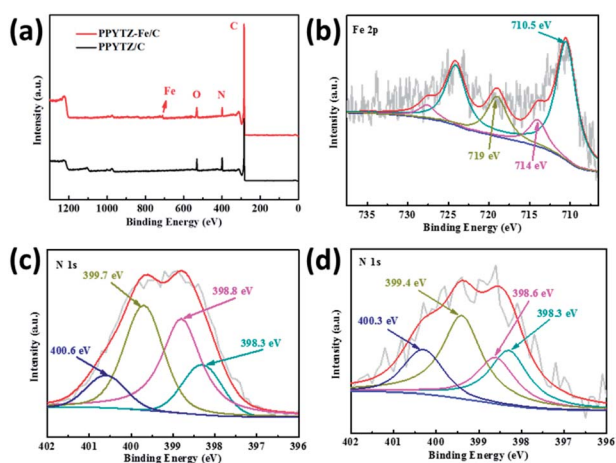 (a)
PPYTZ-Fe/C
PPYTZ/C
C
Fe
O
N
Intensity (a.u.)
1200 1000 800 600 400 200 0
Binding Energy (eV)
(b)
Fe 2p
710.5 eV
719 eV
714 eV
Intensity (a.u.)
735 730 725 720 715 710
Binding Energy (eV)
(c)
N 1s
399.7 eV
398.8 eV
400.6 eV
398.3 eV
Intensity (a.u.)
402 401 400 399 398 397 396
Binding Energy (eV)
(d)
N 1s
399.4 eV
398.6 eV
400.3 eV
398.3 eV
Intensity (a.u.)
402 401 400 399 398 397 396
Binding Energy (eV)